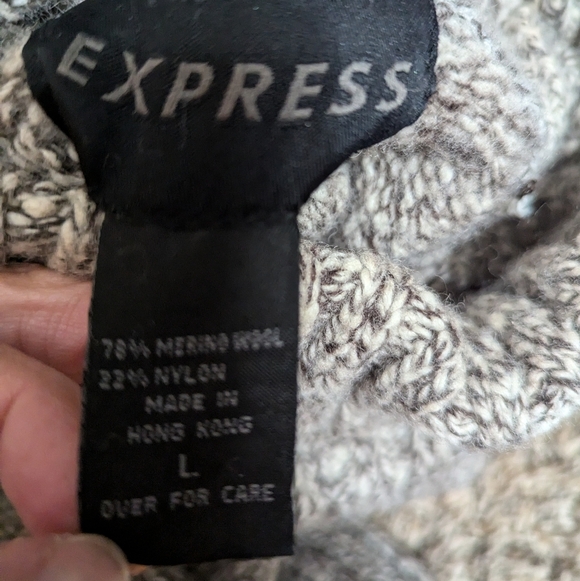 EXPRESS
78% MERINO WOOL
22% NYLON
MADE IN
HONG KONG
L
OVER FOR CARE